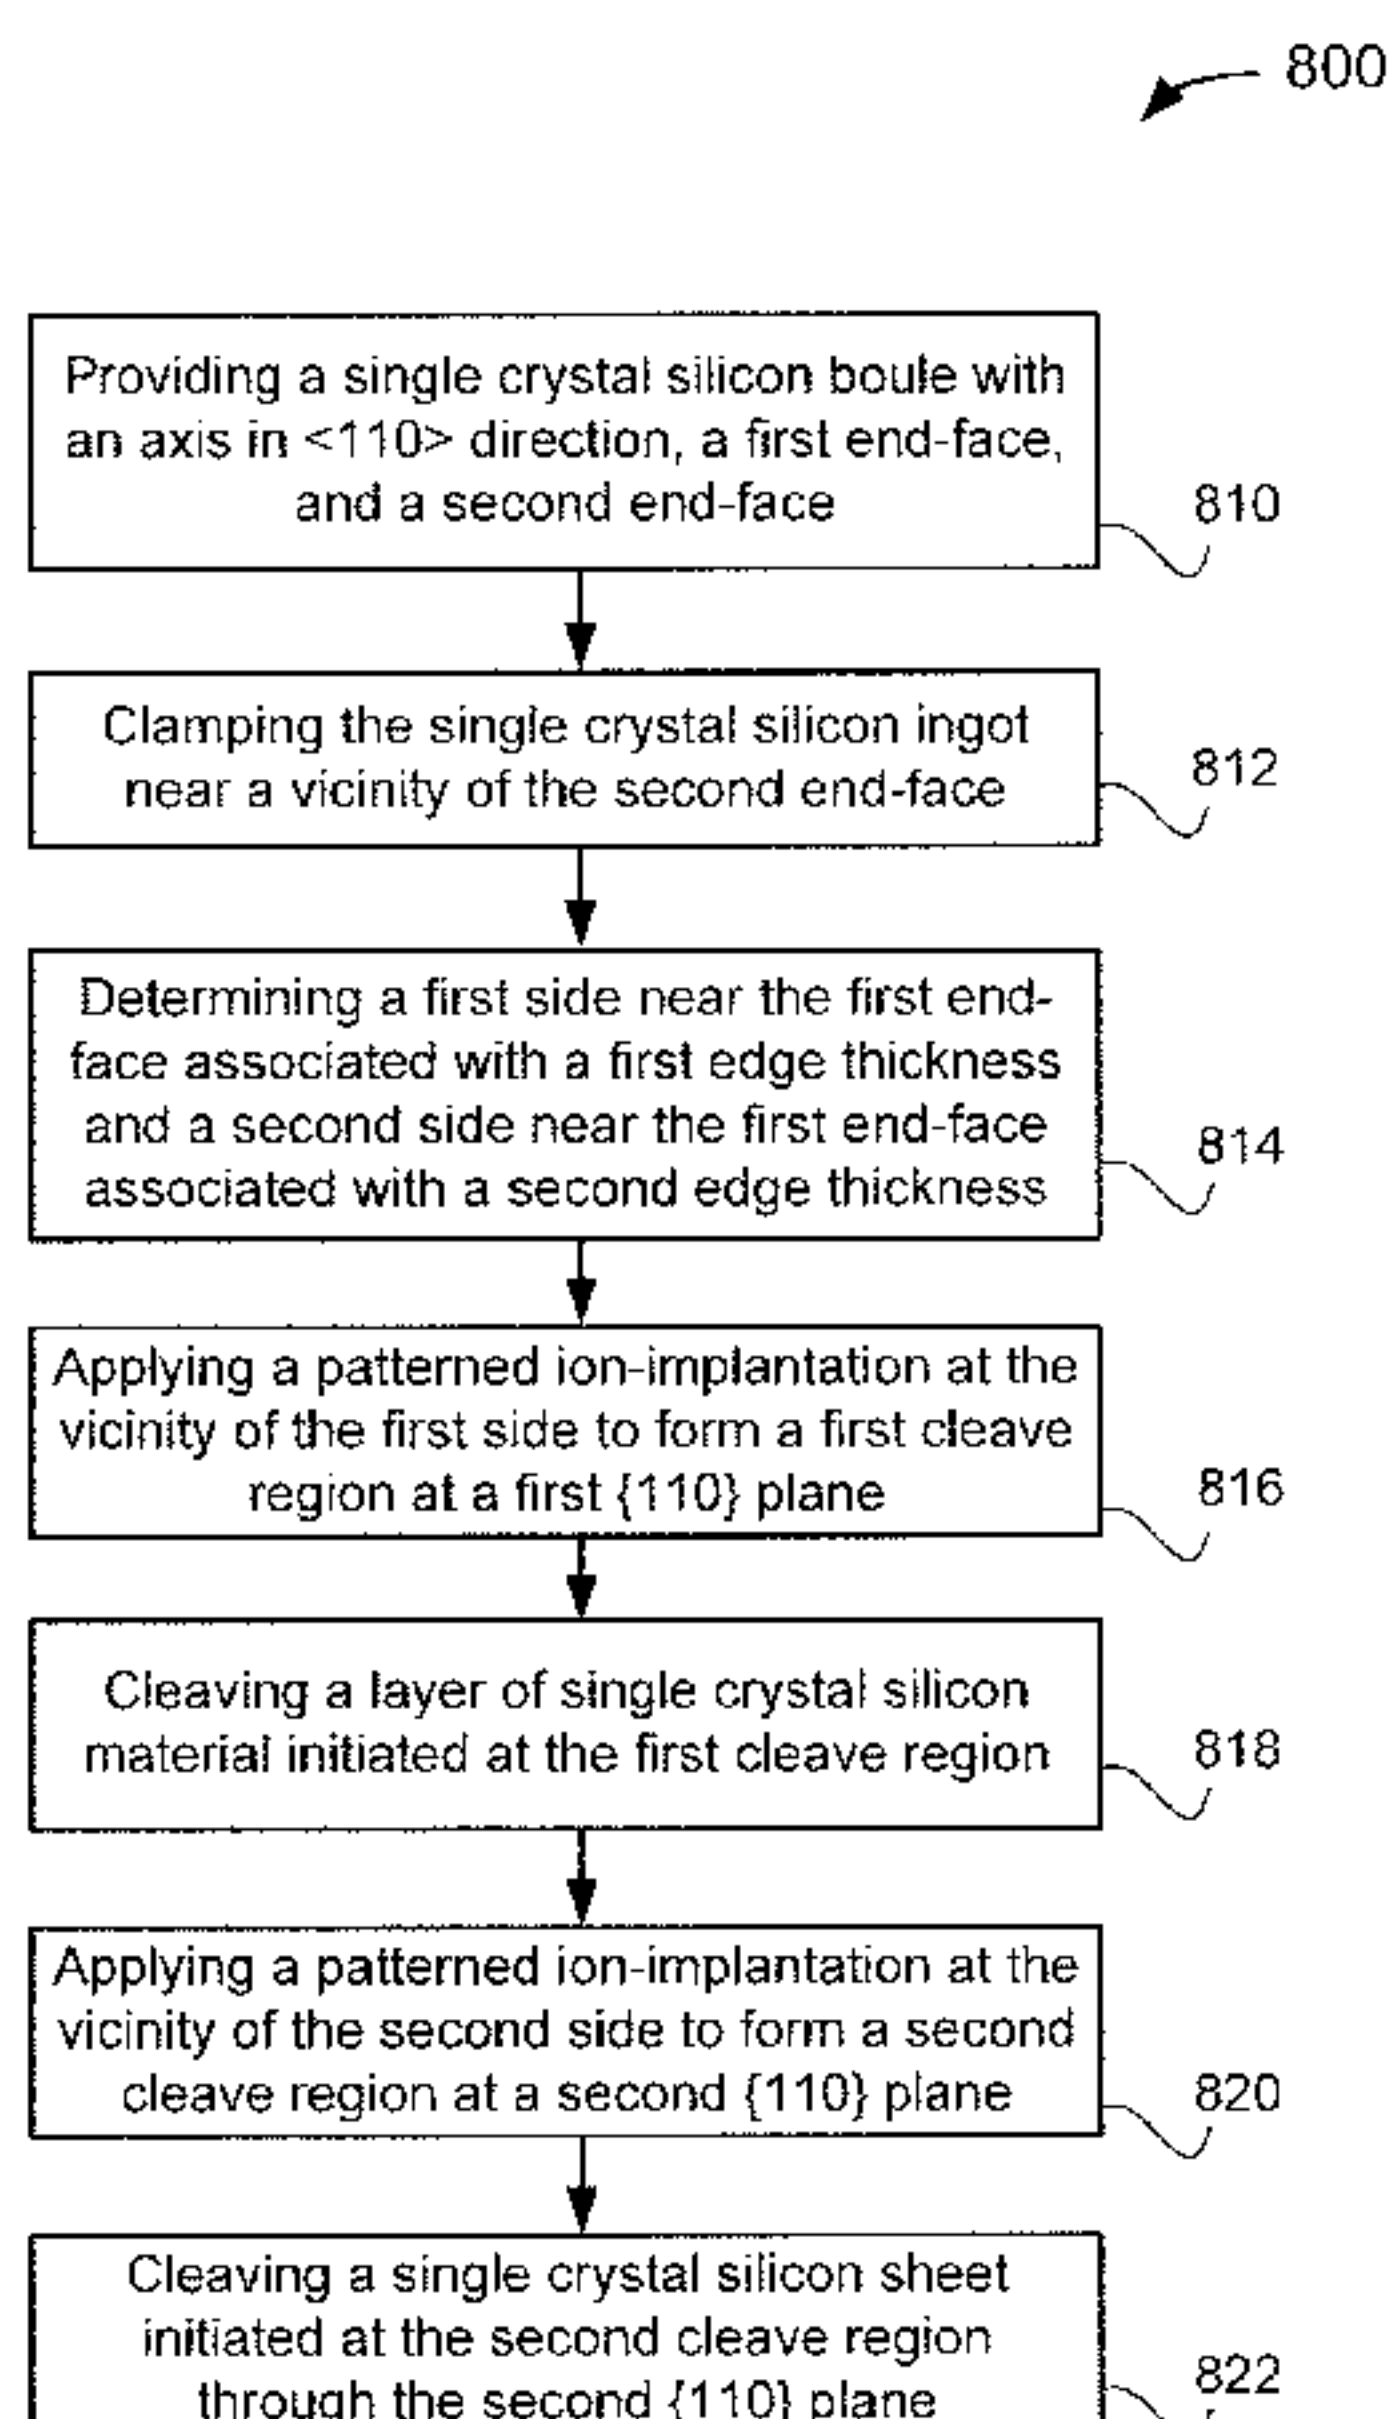 800
Providing a single crystal silicon boule with
an axis in <110> direction, a first end-face,
and a second end-face
810
Clamping the single crystal silicon ingot
near a vicinity of the second end-face
812
Determining a first side near the first end-
face associated with a first edge thickness
and a second side near the first end-face
associated with a second edge thickness
814
Applying a patterned ion-implantation at the
vicinity of the first side to form a first cleave
region at a first {110} plane
816
Cleaving a layer of single crystal silicon
material initiated at the first cleave region
818
Applying a patterned ion-implantation at the
vicinity of the second side to form a second
cleave region at a second {110} plane
820
Cleaving a single crystal silicon sheet
initiated at the second cleave region
through the second {110} plane
822